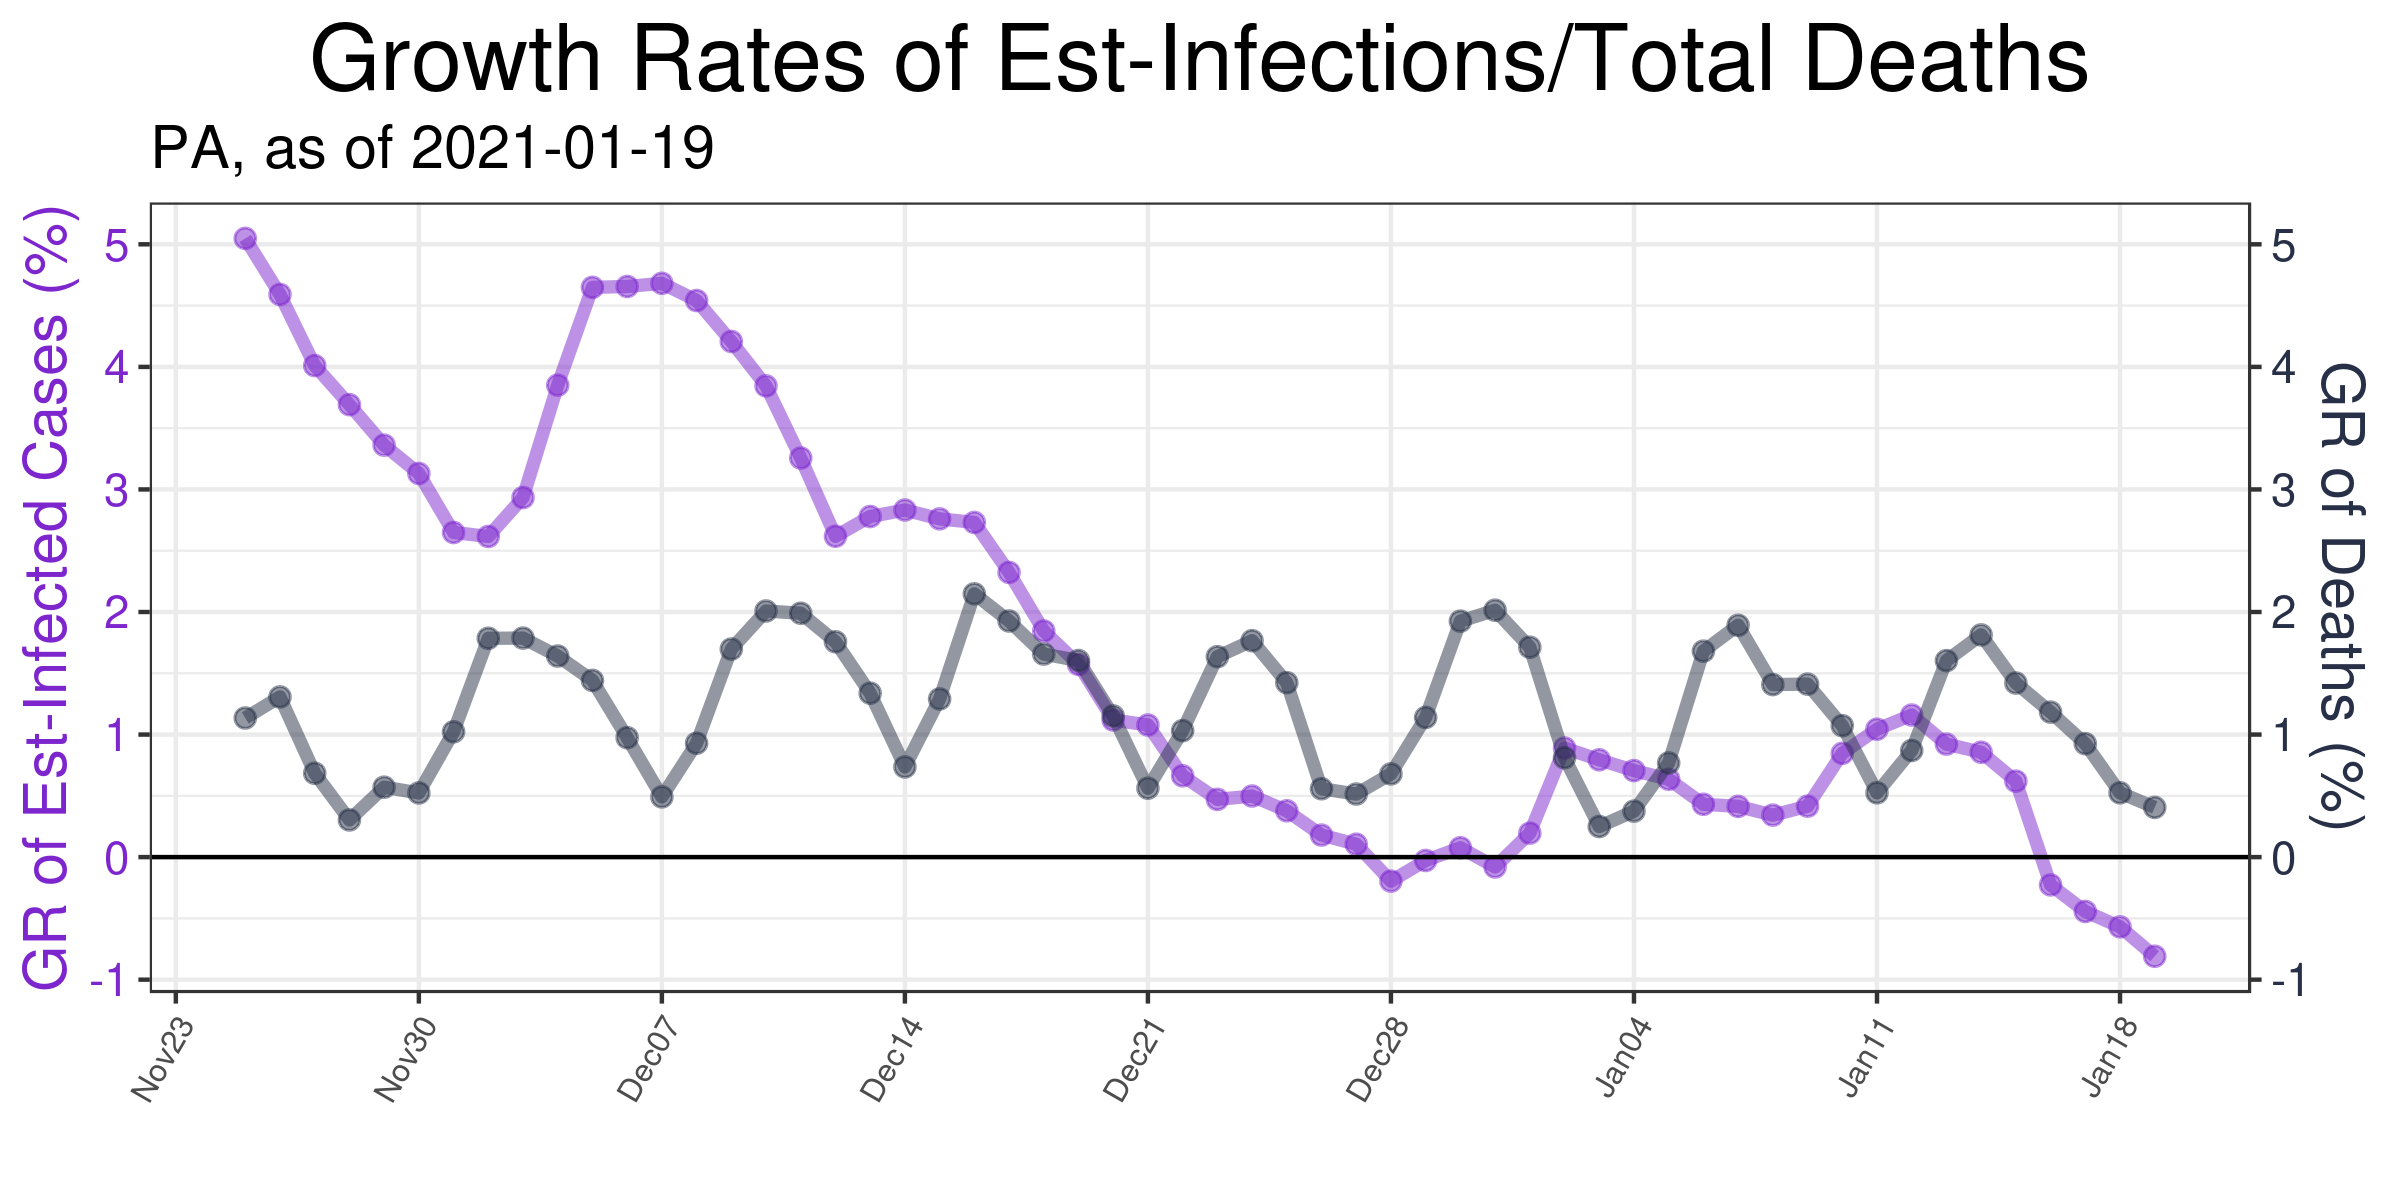 Growth Rates of Est-Infections/Total Deaths
PA, as of 2021-01-19
GR of Est-Infected Cases (%)
5
4
3
2
1
0
-1
5
4
3
2
1
0
-1
GR of Deaths (%)
Nov23
Nov30
Dec07
Dec14
Dec21
Dec28
Jan04
Jan11
Jan18